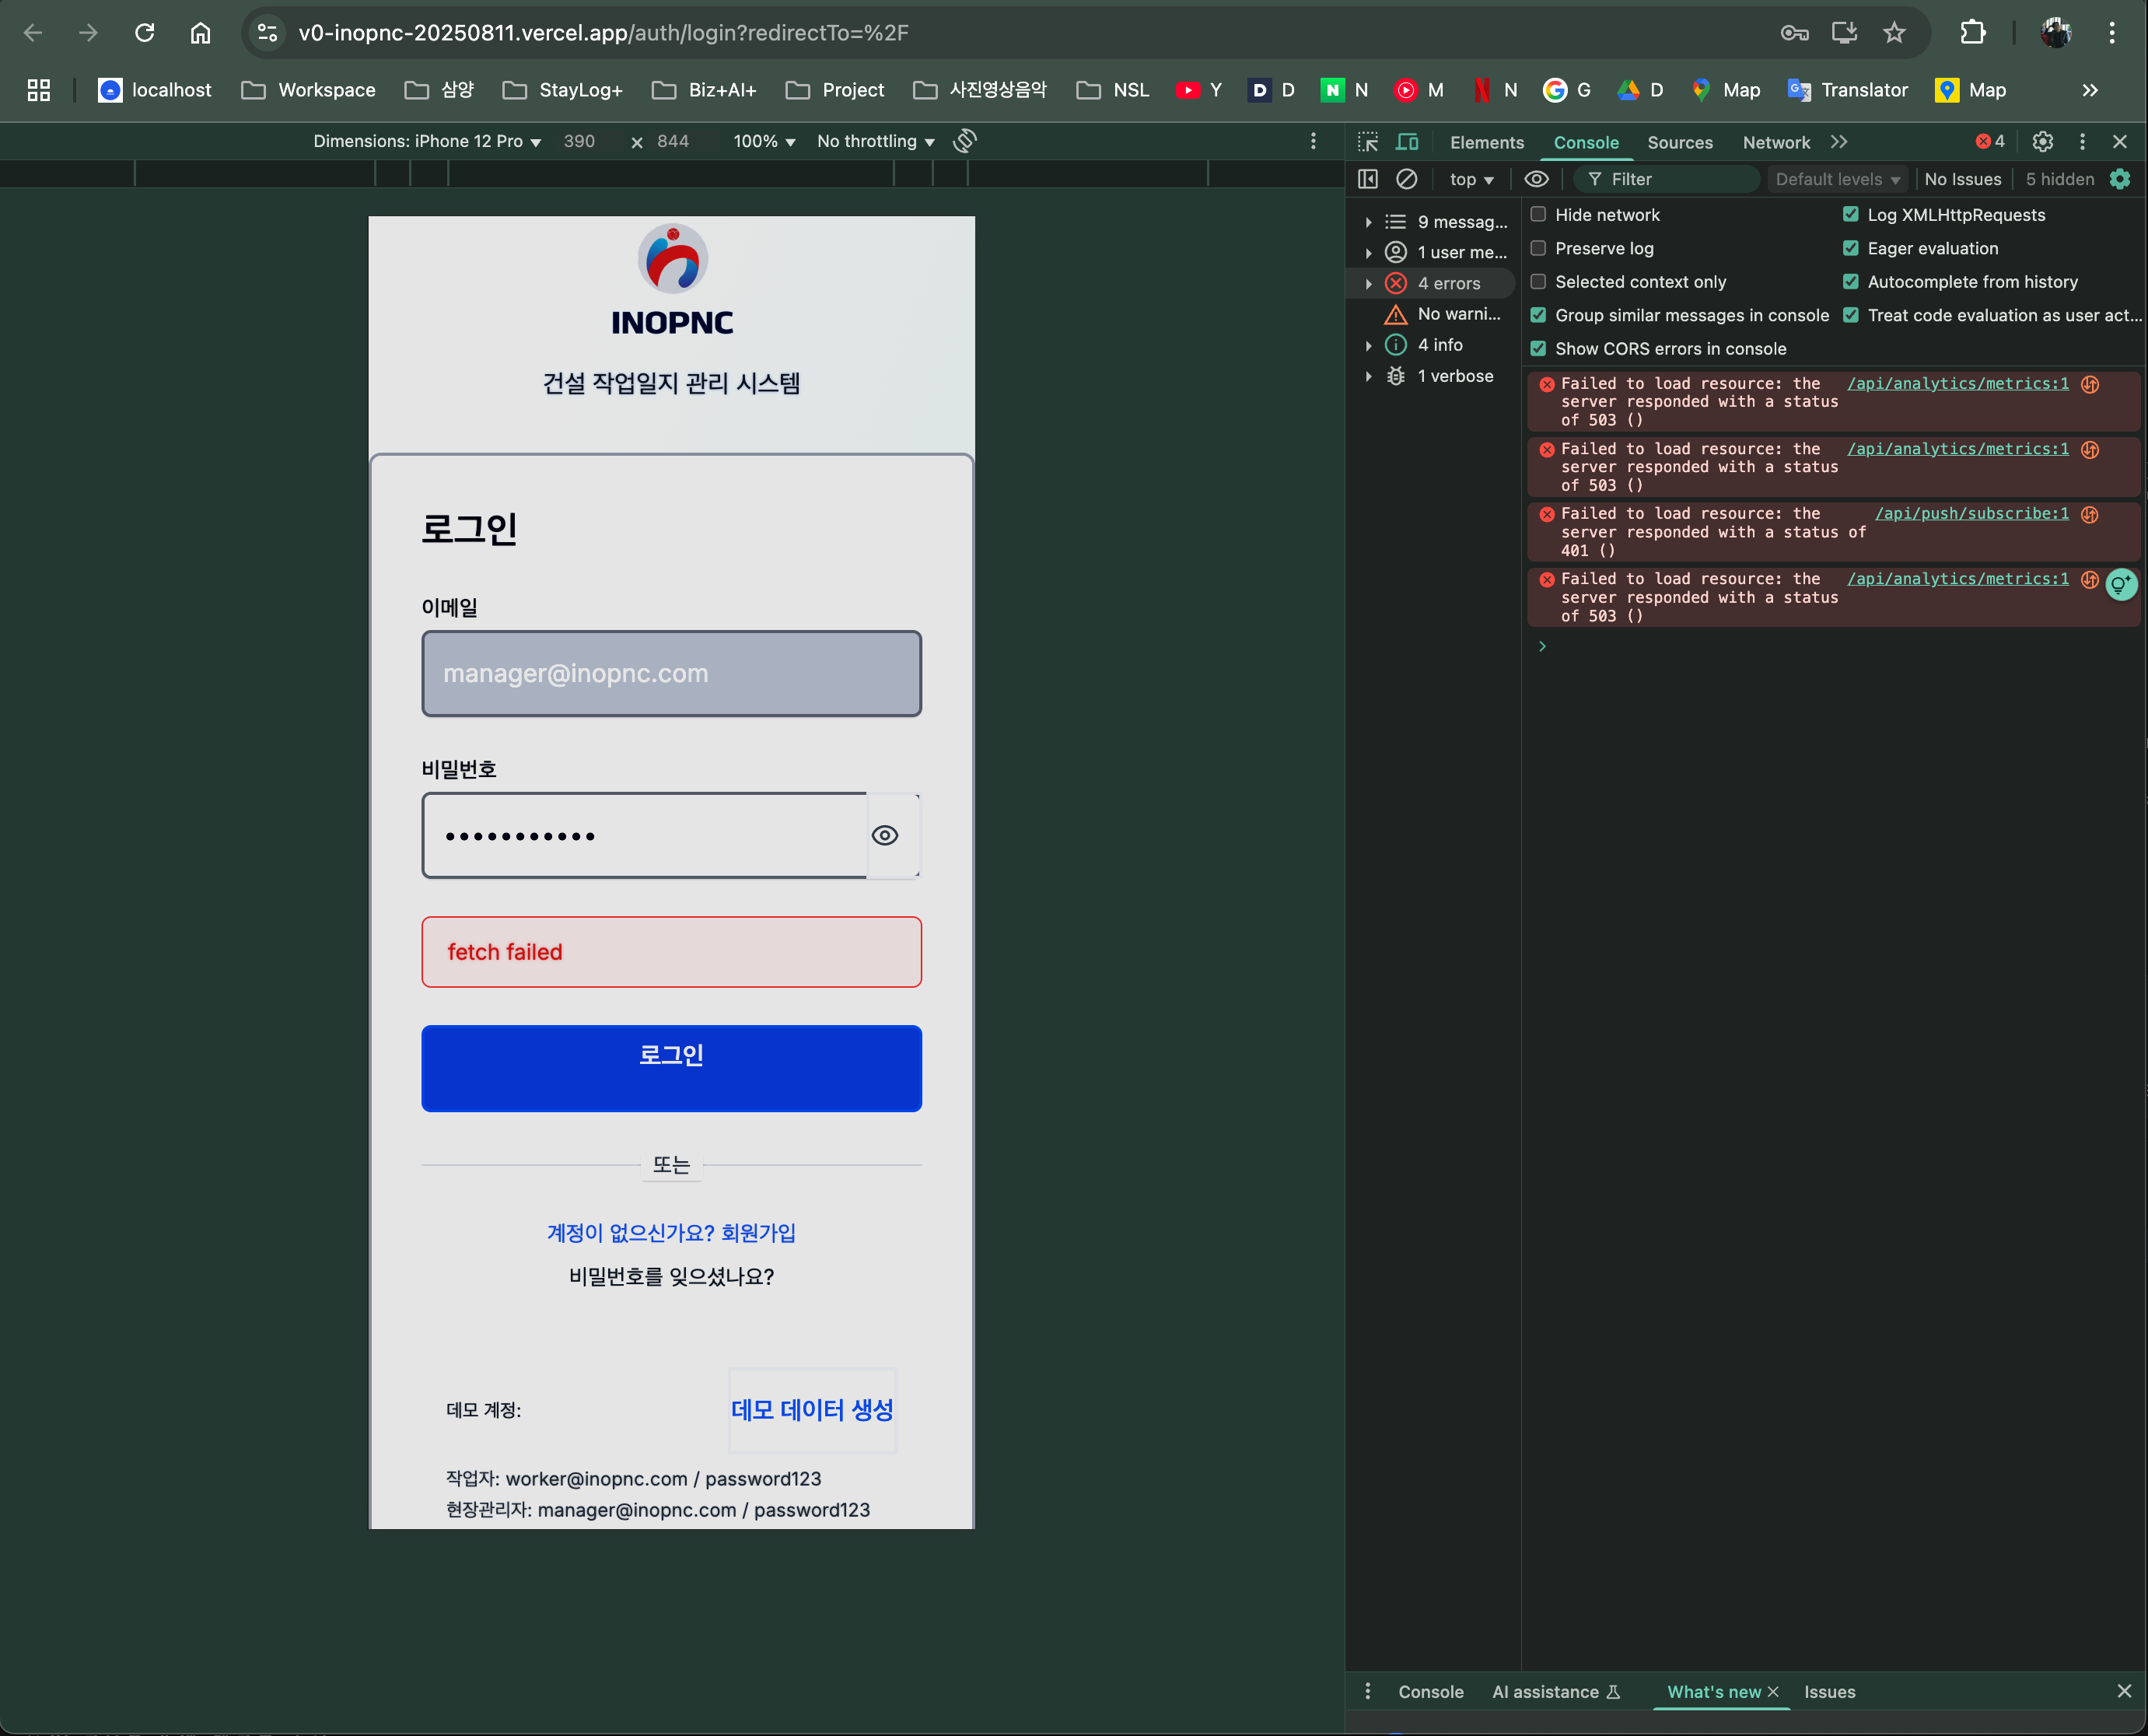 v0-inopnc-20250811.vercel.app/auth/login?redirectTo=%2F
localhost Workspace 삼양 StayLog+ Biz+AI+ Project 사진영상음악 NSL Y D D N N M N G D Map Translator Map
Dimensions: iPhone 12 Pro 390 x 844 100% No throttling
Elements Console Sources Network 4
top Filter Default levels No Issues 5 hidden
9 messag...
1 user me...
4 errors
No warni...
4 info
1 verbose
Hide network Log XMLHttpRequests
Preserve log Eager evaluation
Selected context only Autocomplete from history
Group similar messages in console Treat code evaluation as user act...
Show CORS errors in console
Failed to load resource: the /api/analytics/metrics:1
server responded with a status
of 503 ()
Failed to load resource: the /api/analytics/metrics:1
server responded with a status
of 503 ()
Failed to load resource: the /api/push/subscribe:1
server responded with a status of
401 ()
Failed to load resource: the /api/analytics/metrics:1
server responded with a status
of 503 ()
INOPNC
건설 작업일지 관리 시스템
로그인
이메일
manager@inopnc.com
비밀번호
fetch failed
로그인
또는
계정이 없으신가요? 회원가입
비밀번호를 잊으셨나요?
데모 계정: 데모 데이터 생성
작업자: worker@inopnc.com / password123
현장관리자: manager@inopnc.com / password123
Console AI assistance What's new Issues